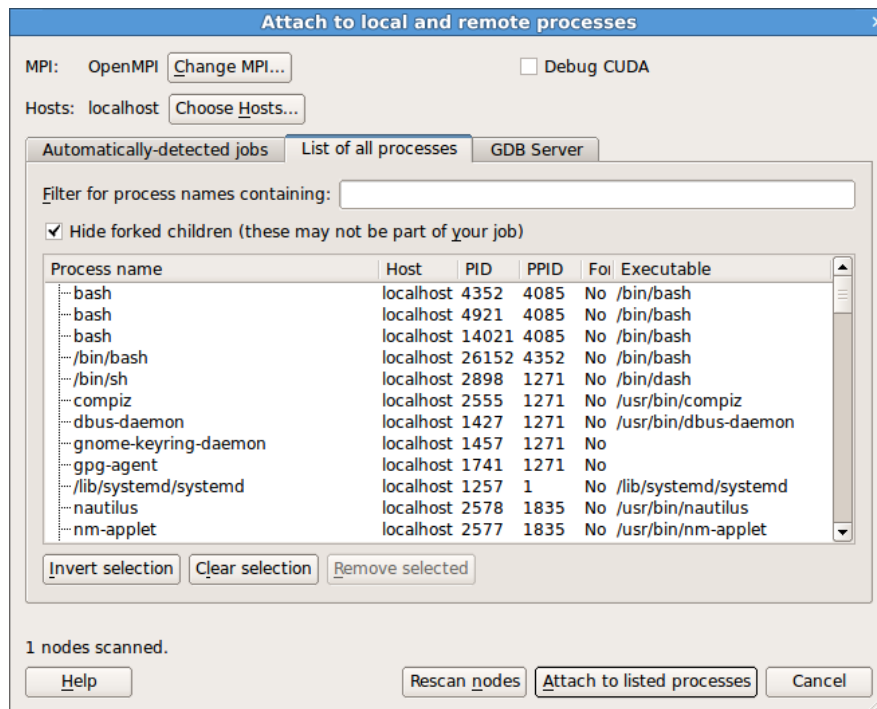 Attach to local and remote processes
MPI: OpenMPI Change MPI... Debug CUDA
Hosts: localhost Choose Hosts...
Automatically-detected jobs List of all processes GDB Server
Filter for process names containing:
Hide forked children (these may not be part of your job)
Process name Host PID PPID For Executable
bash localhost 4352 4085 No /bin/bash
bash localhost 4921 4085 No /bin/bash
bash localhost 14021 4085 No /bin/bash
/bin/bash localhost 26152 4352 No /bin/bash
/bin/sh localhost 2898 1271 No /bin/dash
compiz localhost 2555 1271 No /usr/bin/compiz
dbus-daemon localhost 1427 1271 No /usr/bin/dbus-daemon
gnome-keyring-daemon localhost 1457 1271 No
gpg-agent localhost 1741 1271 No
/lib/systemd/systemd localhost 1257 1 No /lib/systemd/systemd
nautilus localhost 2578 1835 No /usr/bin/nautilus
nm-applet localhost 2577 1835 No /usr/bin/nm-applet
Invert selection Clear selection Remove selected
1 nodes scanned.
Help Rescan nodes Attach to listed processes Cancel